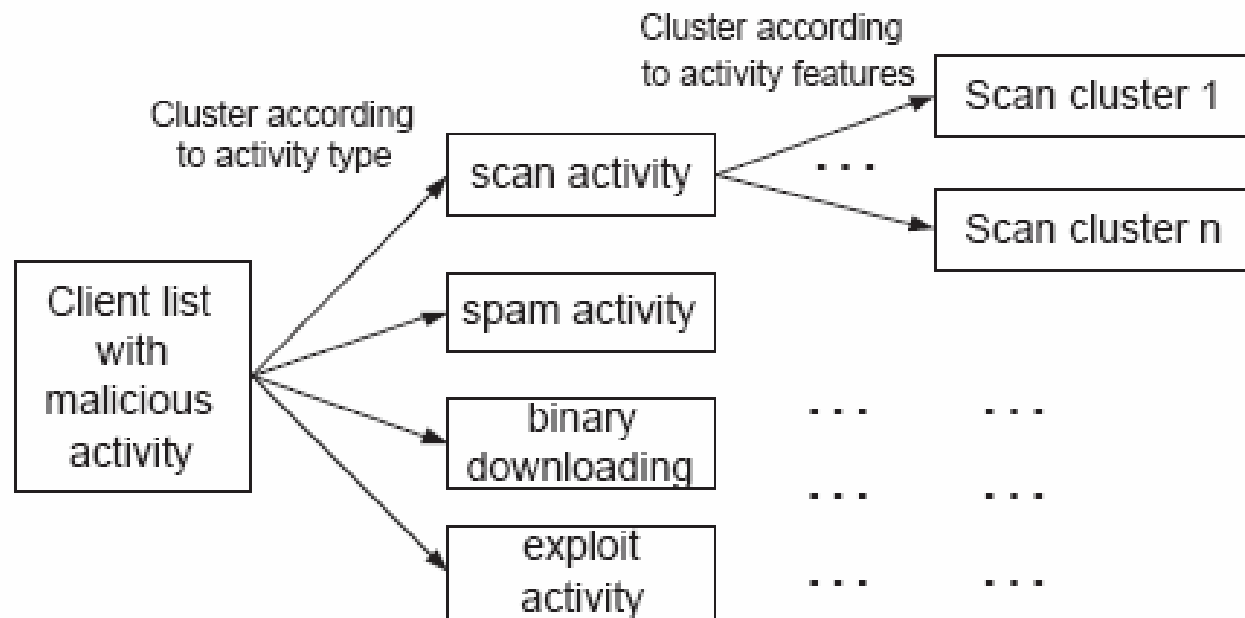 Cluster according
to activity features
Scan cluster 1
Cluster according
to activity type
scan activity
...
Scan cluster n
Client list
with
malicious
activity
spam activity
binary
downloading
... ...
... ...
exploit
activity
... ...